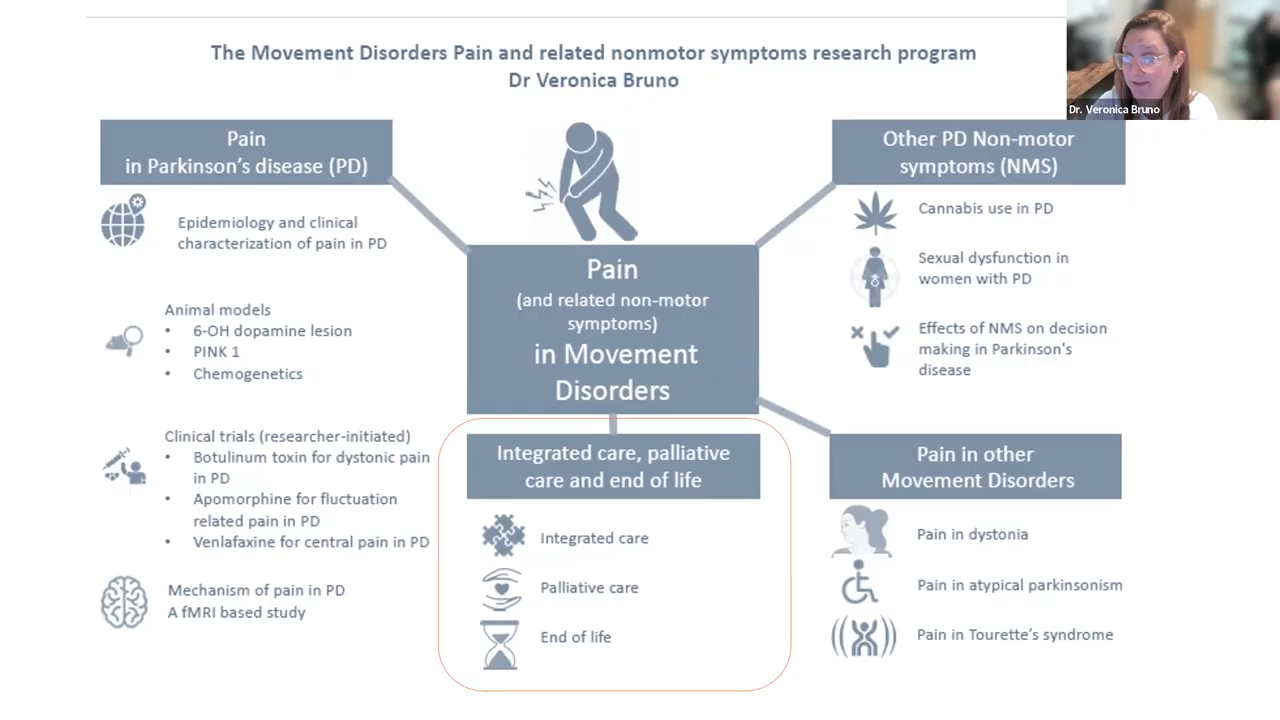 The Movement Disorders Pain and related nonmotor symptoms research program
Dr Veronica Bruno
Dr. Veronica Bruno
Pain
in Parkinson's disease (PD)
Epidemiology and clinical
characterization of pain in PD
Animal models
• 6-OH dopamine lesion
• PINK 1
• Chemogenetics
Clinical trials (researcher-initiated)
• Botulinum toxin for dystonic pain
in PD
• Apomorphine for fluctuation
related pain in PD
• Venlafaxine for central pain in PD
Mechanism of pain in PD
A fMRI based study
Pain
(and related non-motor
symptoms)
in Movement
Disorders
Integrated care, palliative
care and end of life
Integrated care
Palliative care
End of life
Other PD Non-motor
symptoms (NMS)
Cannabis use in PD
Sexual dysfunction in
women with PD
Effects of NMS on decision
making in Parkinson's
disease
Pain in other
Movement Disorders
Pain in dystonia
Pain in atypical parkinsonism
Pain in Tourette's syndrome